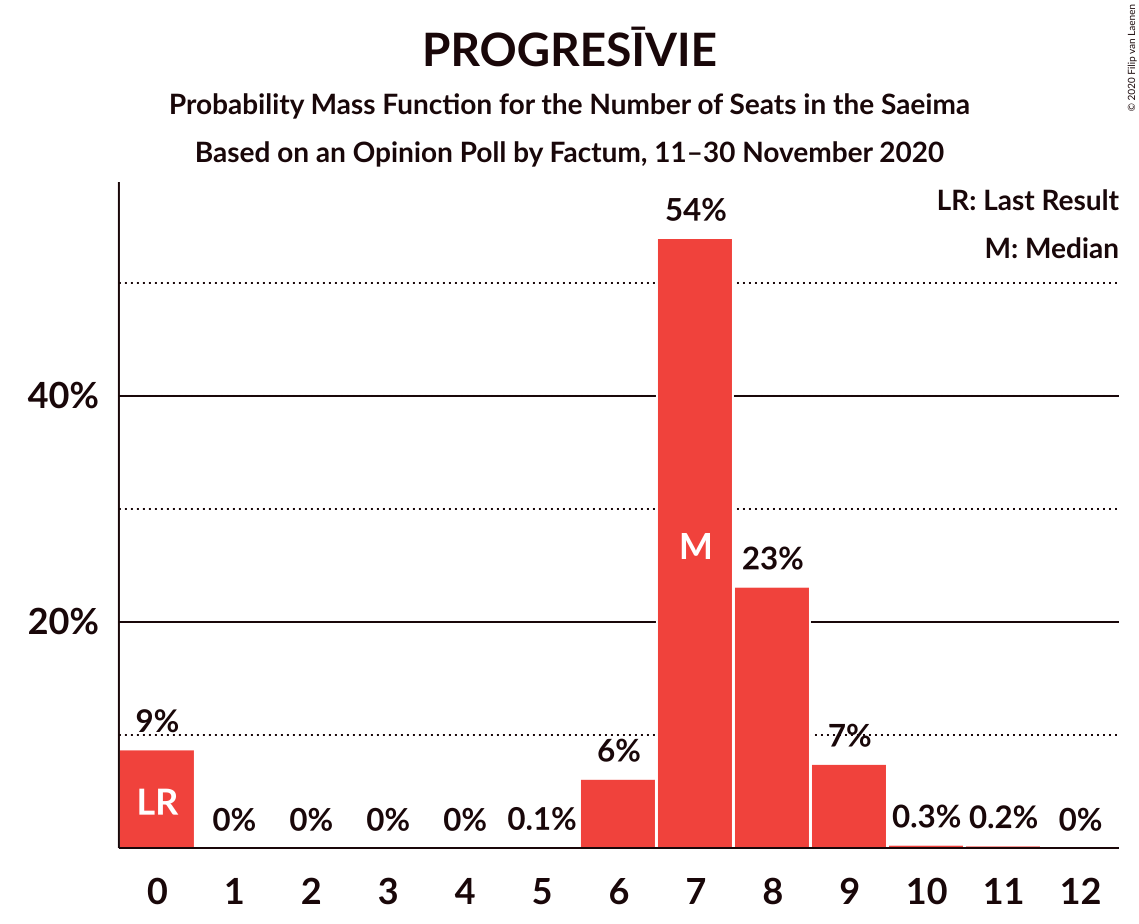 PROGRESĪVIE
Probability Mass Function for the Number of Seats in the Saeima
Based on an Opinion Poll by Factum, 11–30 November 2020
© 2020 Filip van Laenen
LR: Last Result
M: Median
54%
40%
M
23%
20%
9%
7%
6%
LR
0%
0%
0%
0%
0.1%
0.3%
0.2%
0%
0 1 2 3 4 5 6 7 8 9 10 11 12